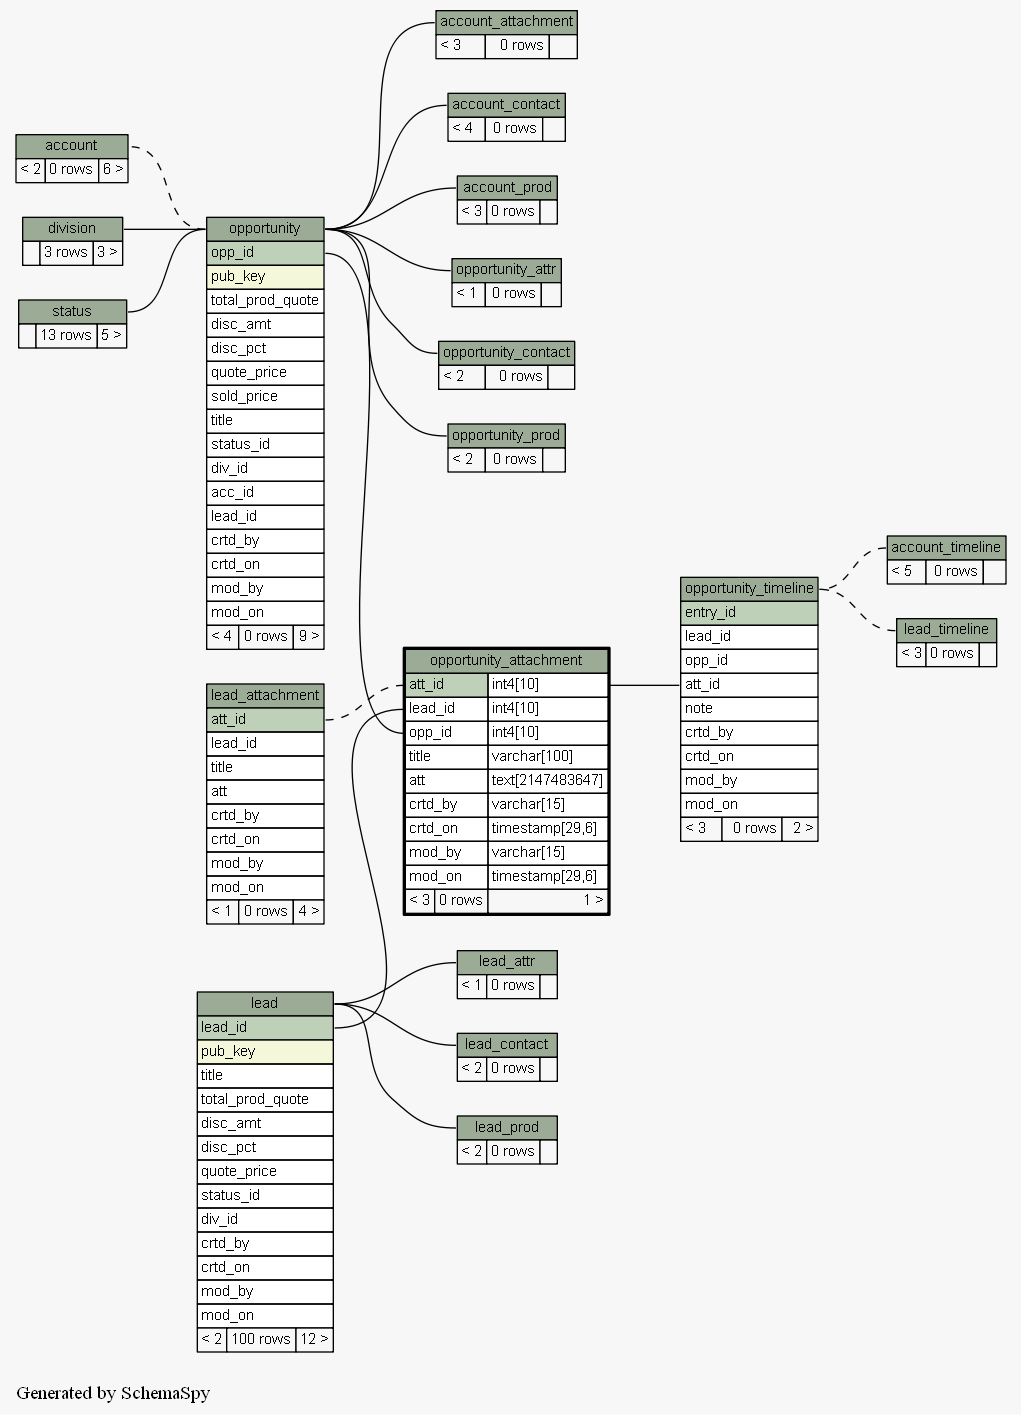 account_attachment
< 3 0 rows
account_contact
< 4 0 rows
account_prod
< 3 0 rows
opportunity_attr
< 1 0 rows
opportunity_contact
< 2 0 rows
opportunity_prod
< 2 0 rows
account
< 2 0 rows 6 >
division
3 rows 3 >
status
13 rows 5 >
opportunity
opp_id
pub_key
total_prod_quote
disc_amt
disc_pct
quote_price
sold_price
title
status_id
div_id
acc_id
lead_id
crtd_by
crtd_on
mod_by
mod_on
< 4 0 rows 9 >
account_timeline
< 5 0 rows
lead_timeline
< 3 0 rows
opportunity_timeline
entry_id
lead_id
opp_id
att_id
note
crtd_by
crtd_on
mod_by
mod_on
< 3 0 rows 2 >
opportunity_attachment
att_id int4[10]
lead_id int4[10]
opp_id int4[10]
title varchar[100]
att text[2147483647]
crtd_by varchar[15]
crtd_on timestamp[29,6]
mod_by varchar[15]
mod_on timestamp[29,6]
< 3 0 rows 1 >
lead_attachment
att_id
lead_id
title
att
crtd_by
crtd_on
mod_by
mod_on
< 1 0 rows 4 >
lead_attr
< 1 0 rows
lead_contact
< 2 0 rows
lead_prod
< 2 0 rows
lead
lead_id
pub_key
title
total_prod_quote
disc_amt
disc_pct
quote_price
status_id
div_id
crtd_by
crtd_on
mod_by
mod_on
< 2 100 rows 12 >
Generated by SchemaSpy